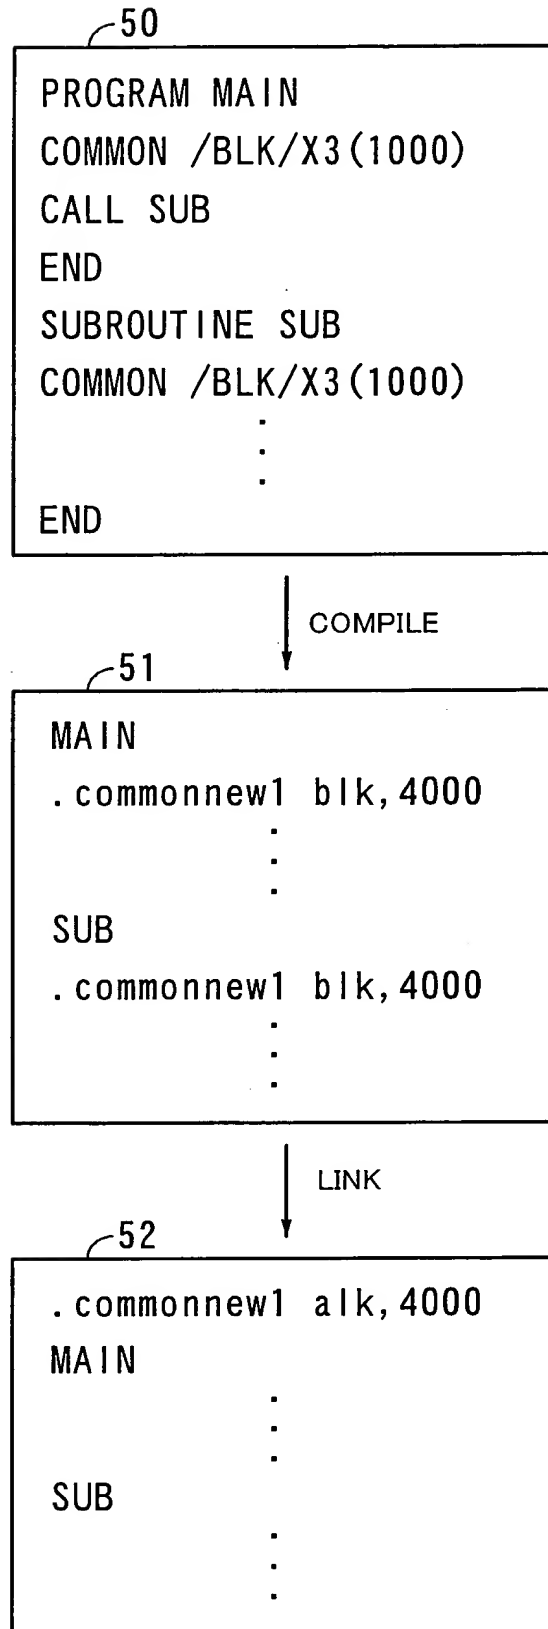 50
PROGRAM MAIN
COMMON /BLK/X3(1000)
CALL SUB
END
SUBROUTINE SUB
COMMON /BLK/X3(1000)
.
.
.
END
COMPILE
51
MAIN
.commonnew1 blk,4000
.
.
.
SUB
.commonnew1 blk,4000
.
.
.
LINK
52
.commonnew1 alk,4000
MAIN
.
.
.
SUB
.
.
.